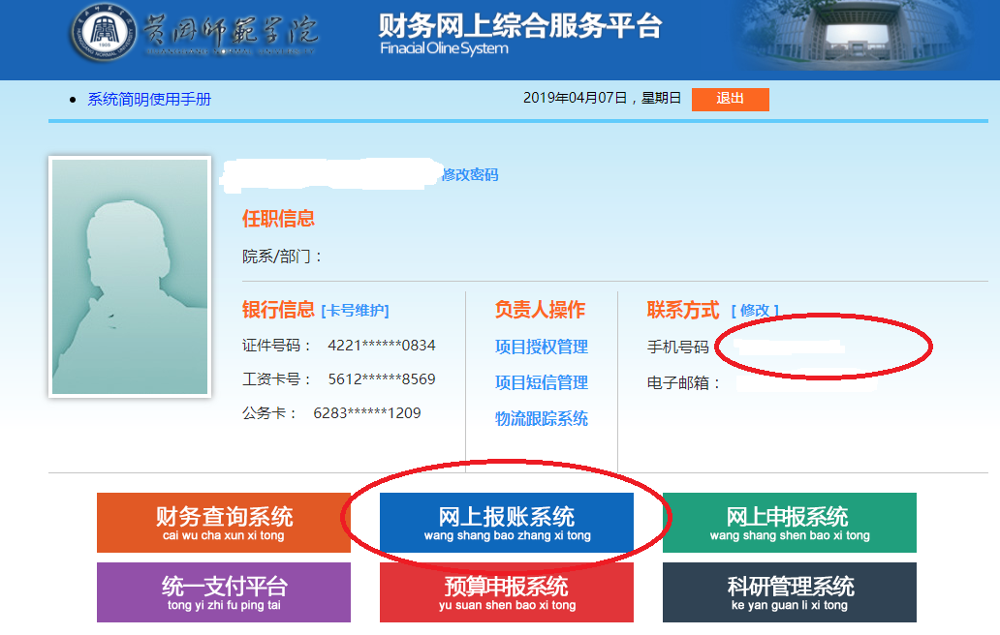 黄冈师范学院
财务网上综合服务平台
Finacial Oline System
系统简明使用手册
2019年04月07日，星期日
退出
修改密码
任职信息
院系/部门：
银行信息 [卡号维护]
证件号码： 4221******0834
工资卡号： 5612******8569
公务卡： 6283******1209
负责人操作
项目授权管理
项目短信管理
物流跟踪系统
联系方式 [ 修改 ]
手机号码
电子邮箱：
财务查询系统
cai wu cha xun xi tong
网上报账系统
wang shang bao zhang xi tong
网上申报系统
wang shang shen bao xi tong
统一支付平台
tong yi zhi fu ping tai
预算申报系统
yu suan shen bao xi tong
科研管理系统
ke yan guan li xi tong